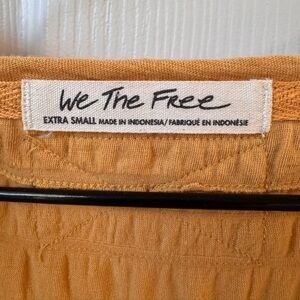 We The Free
EXTRA SMALL MADE IN INDONESIA/FABRIQUÉ EN INDONÉSIE